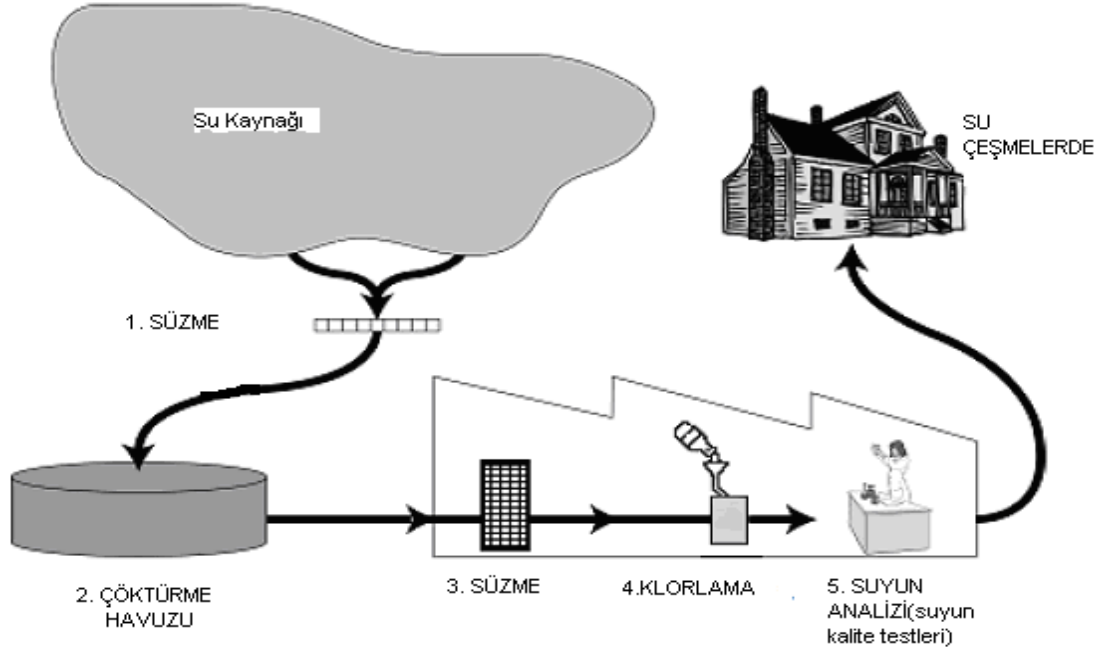 Su Kaynağı
SU
ÇEŞMELERDE
1. SÜZME
2. ÇÖKTÜRME
HAVUZU
3. SÜZME
4.KLORLAMA
5. SUYUN
ANALİZİ(suyun
kalite testleri)